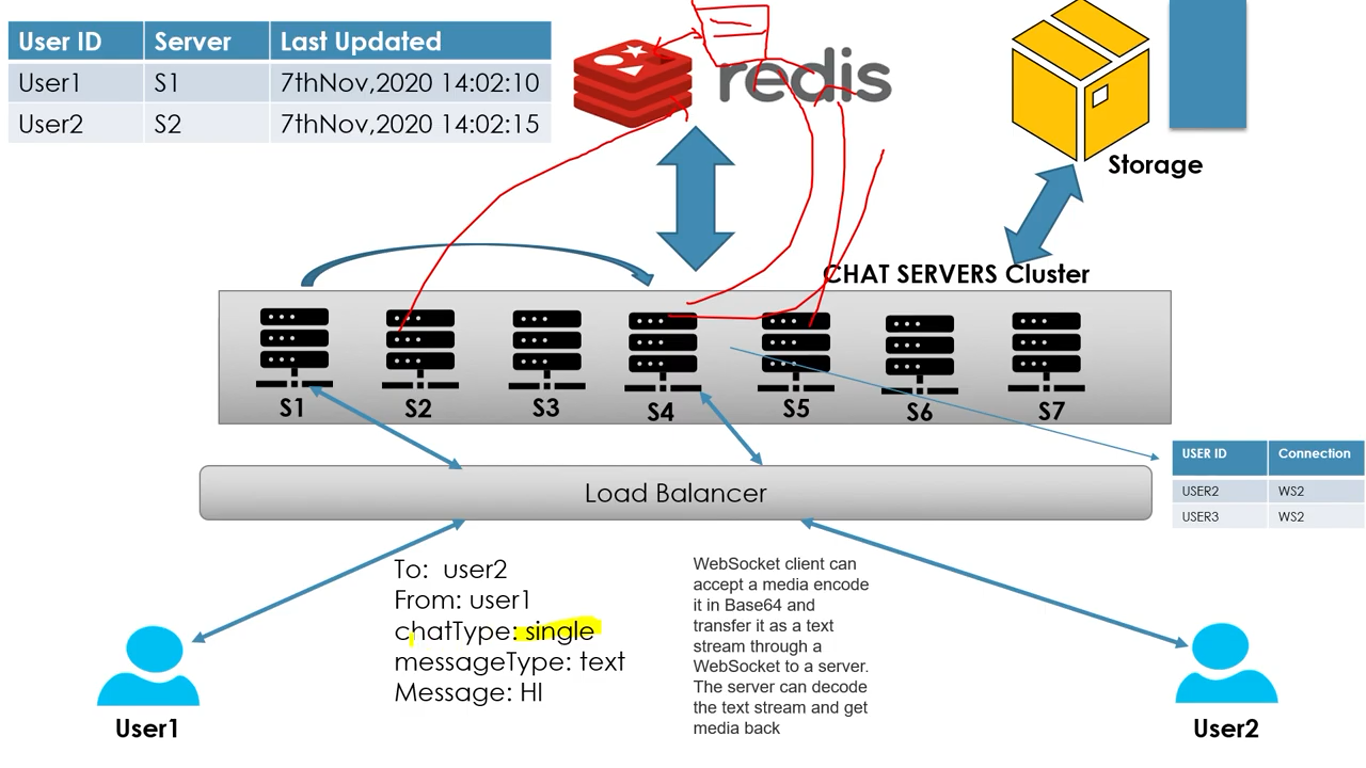 User ID Server Last Updated
User1 S1 7thNov,2020 14:02:10
User2 S2 7thNov,2020 14:02:15
redis
Storage
CHAT SERVERS Cluster
S1 S2 S3 S4 S5 S6 S7
USER ID Connection
USER2 WS2
USER3 WS2
Load Balancer
To: user2
From: user1
chatType: single
messageType: text
Message: HI
WebSocket client can
accept a media encode
it in Base64 and
transfer it as a text
stream through a
WebSocket to a server.
The server can decode
the text stream and get
media back
User1
User2